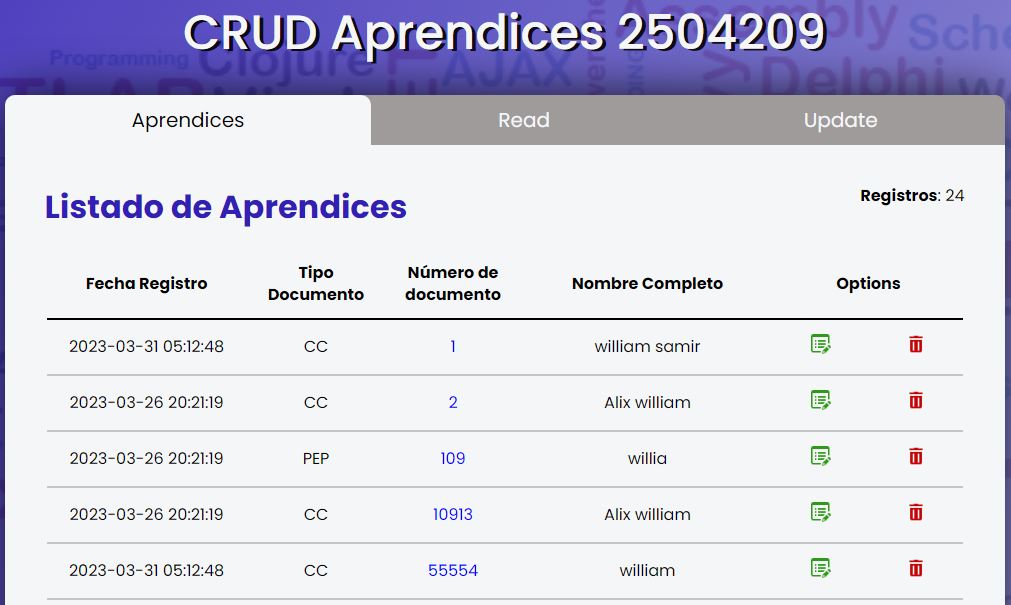 CRUD Aprendices 2504209
Programming Clojure AJAX Assembly Delphi
Aprendices Read Update
Listado de Aprendices
Registros: 24
Fecha Registro Tipo Documento Número de documento Nombre Completo Options
2023-03-31 05:12:48 CC 1 william samir
2023-03-26 20:21:19 CC 2 Alix william
2023-03-26 20:21:19 PEP 109 willia
2023-03-26 20:21:19 CC 10913 Alix william
2023-03-31 05:12:48 CC 55554 william